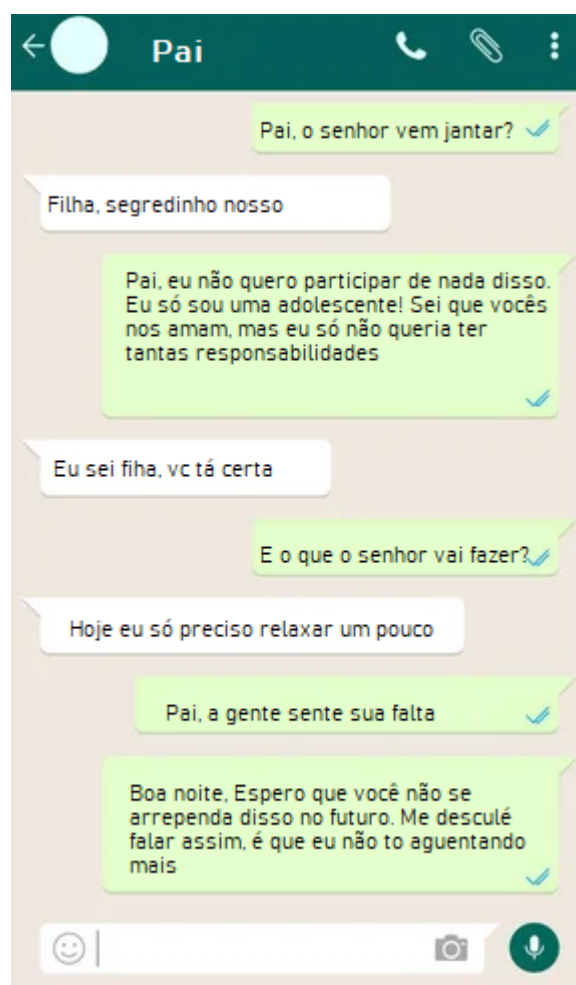 Pai
Pai, o senhor vem jantar?
Filha, segredinho nosso
Pai, eu não quero participar de nada disso.
Eu só sou uma adolescente! Sei que vocês
nos amam, mas eu só não queria ter
tantas responsabilidades
Eu sei fiha, vc tá certa
E o que o senhor vai fazer?
Hoje eu só preciso relaxar um pouco
Pai, a gente sente sua falta
Boa noite, Espero que você não se
arrependa disso no futuro. Me desculé
falar assim, é que eu não to aguentando
mais